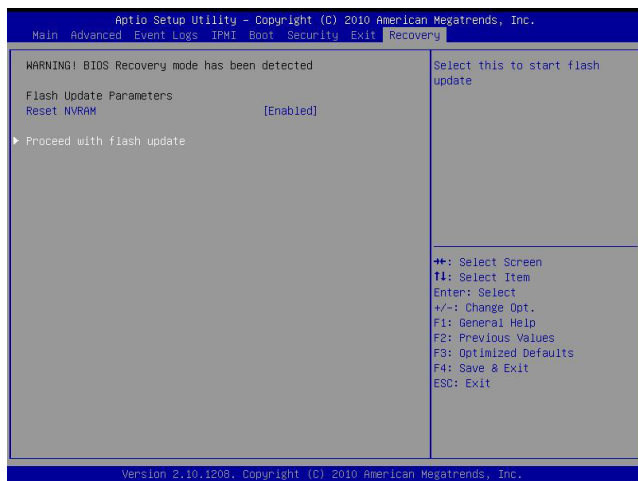 Aptio Setup Utility – Copyright (C) 2010 American Megatrends, Inc.
Main Advanced Event Logs IPMI Boot Security Exit Recovery
WARNING! BIOS Recovery mode has been detected
Flash Update Parameters
Reset NVRAM [Enabled]
▶ Proceed with flash update
Select this to start flash
update
→←: Select Screen
↑↓: Select Item
Enter: Select
+/-: Change Opt.
F1: General Help
F2: Previous Values
F3: Optimized Defaults
F4: Save & Exit
ESC: Exit
Version 2.10.1208. Copyright (C) 2010 American Megatrends, Inc.